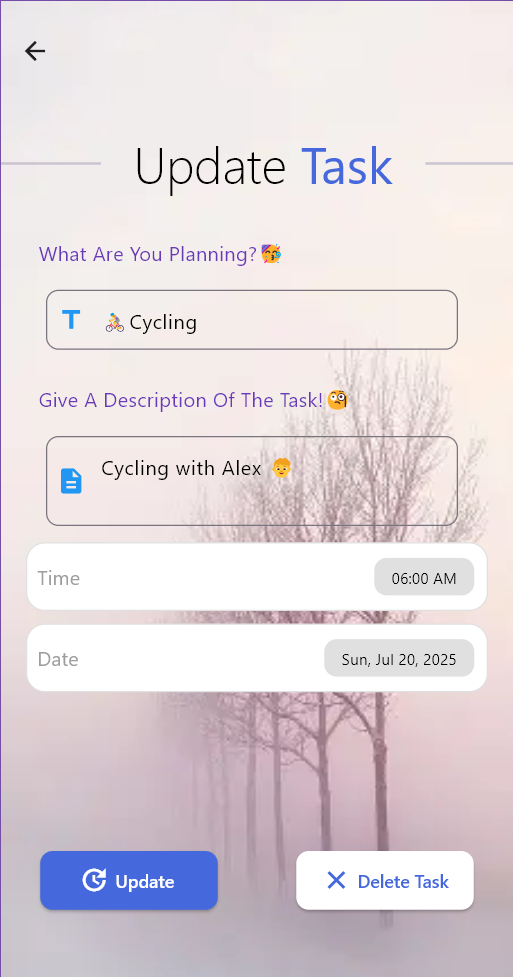 Update Task
What Are You Planning?🥳
🚴Cycling
Give A Description Of The Task!🧐
Cycling with Alex 👨‍🦰
Time
06:00 AM
Date
Sun, Jul 20, 2025
Update
Delete Task